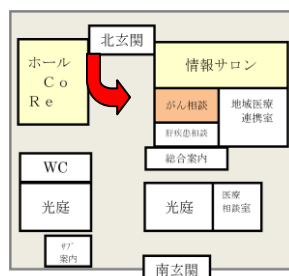 北玄関
ホール
Ｃｏ
Ｒｅ
情報サロン
がん相談
肝疾患相談
地域医療
連携室
総合案内
WC
光庭
光庭
医療
相談室
ｻﾌﾞ
案内
南玄関